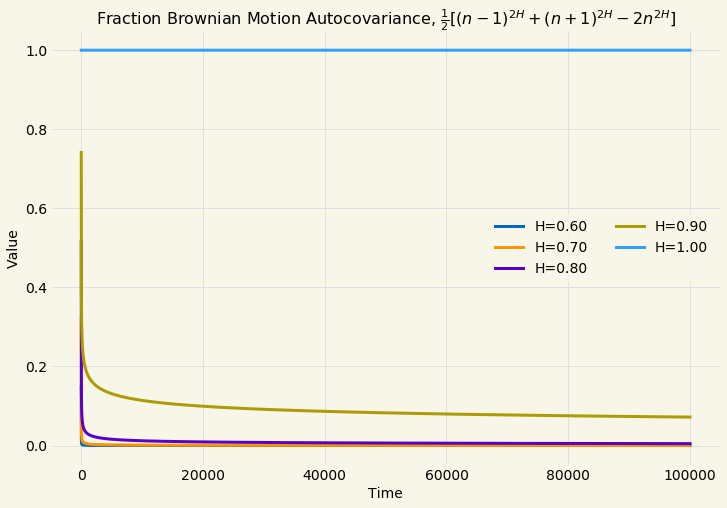 Fraction Brownian Motion Autocovariance, $\frac{1}{2}[(n-1)^{2H}+(n+1)^{2H}-2n^{2H}]$
1.0
0.8
0.6
0.4
0.2
0.0
Value
H=0.60
H=0.70
H=0.80
H=0.90
H=1.00
0 20000 40000 60000 80000 100000
Time